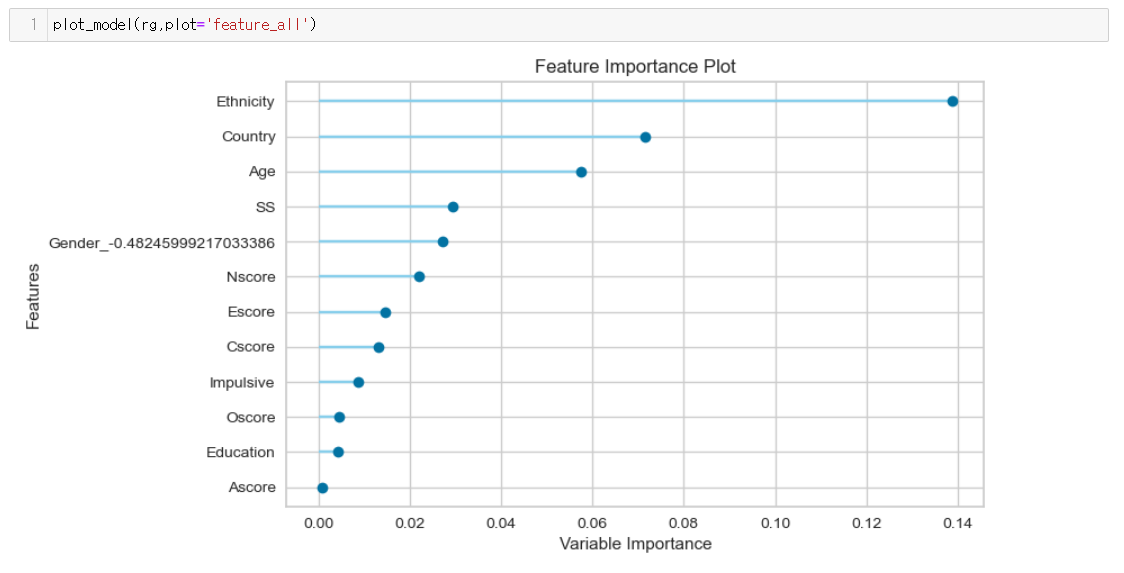 1 plot_model(rg,plot='feature_all')
Feature Importance Plot
Ethnicity
Country
Age
SS
Gender_-0.48245999217033386
Nscore
Escore
Cscore
Impulsive
Oscore
Education
Ascore
Features
0.00 0.02 0.04 0.06 0.08 0.10 0.12 0.14
Variable Importance